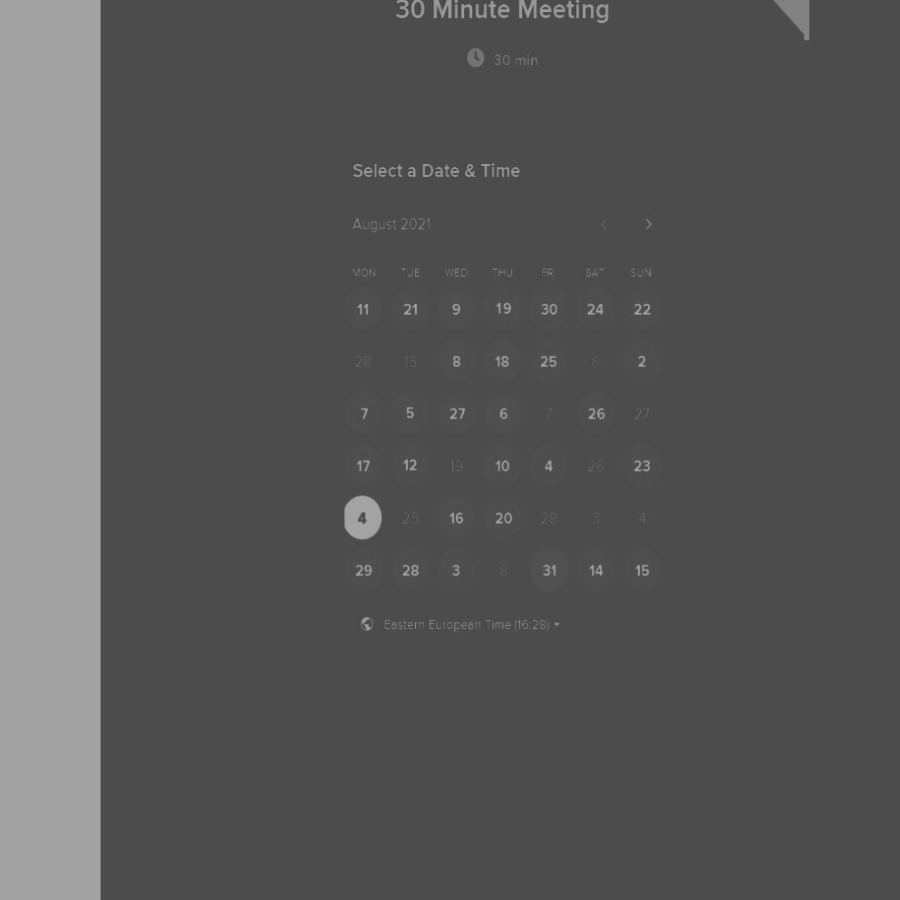 30 Minute Meeting
30 min
Select a Date & Time
August 2021
MON TUE WED THU FR SAT SUN
11 21 9 19 30 24 22
28 15 8 18 25 6 2
7 5 27 6 7 26 27
17 12 19 10 4 26 23
4 25 16 20 28 3 4
29 28 3 8 31 14 15
Eastern European Time (16:28)